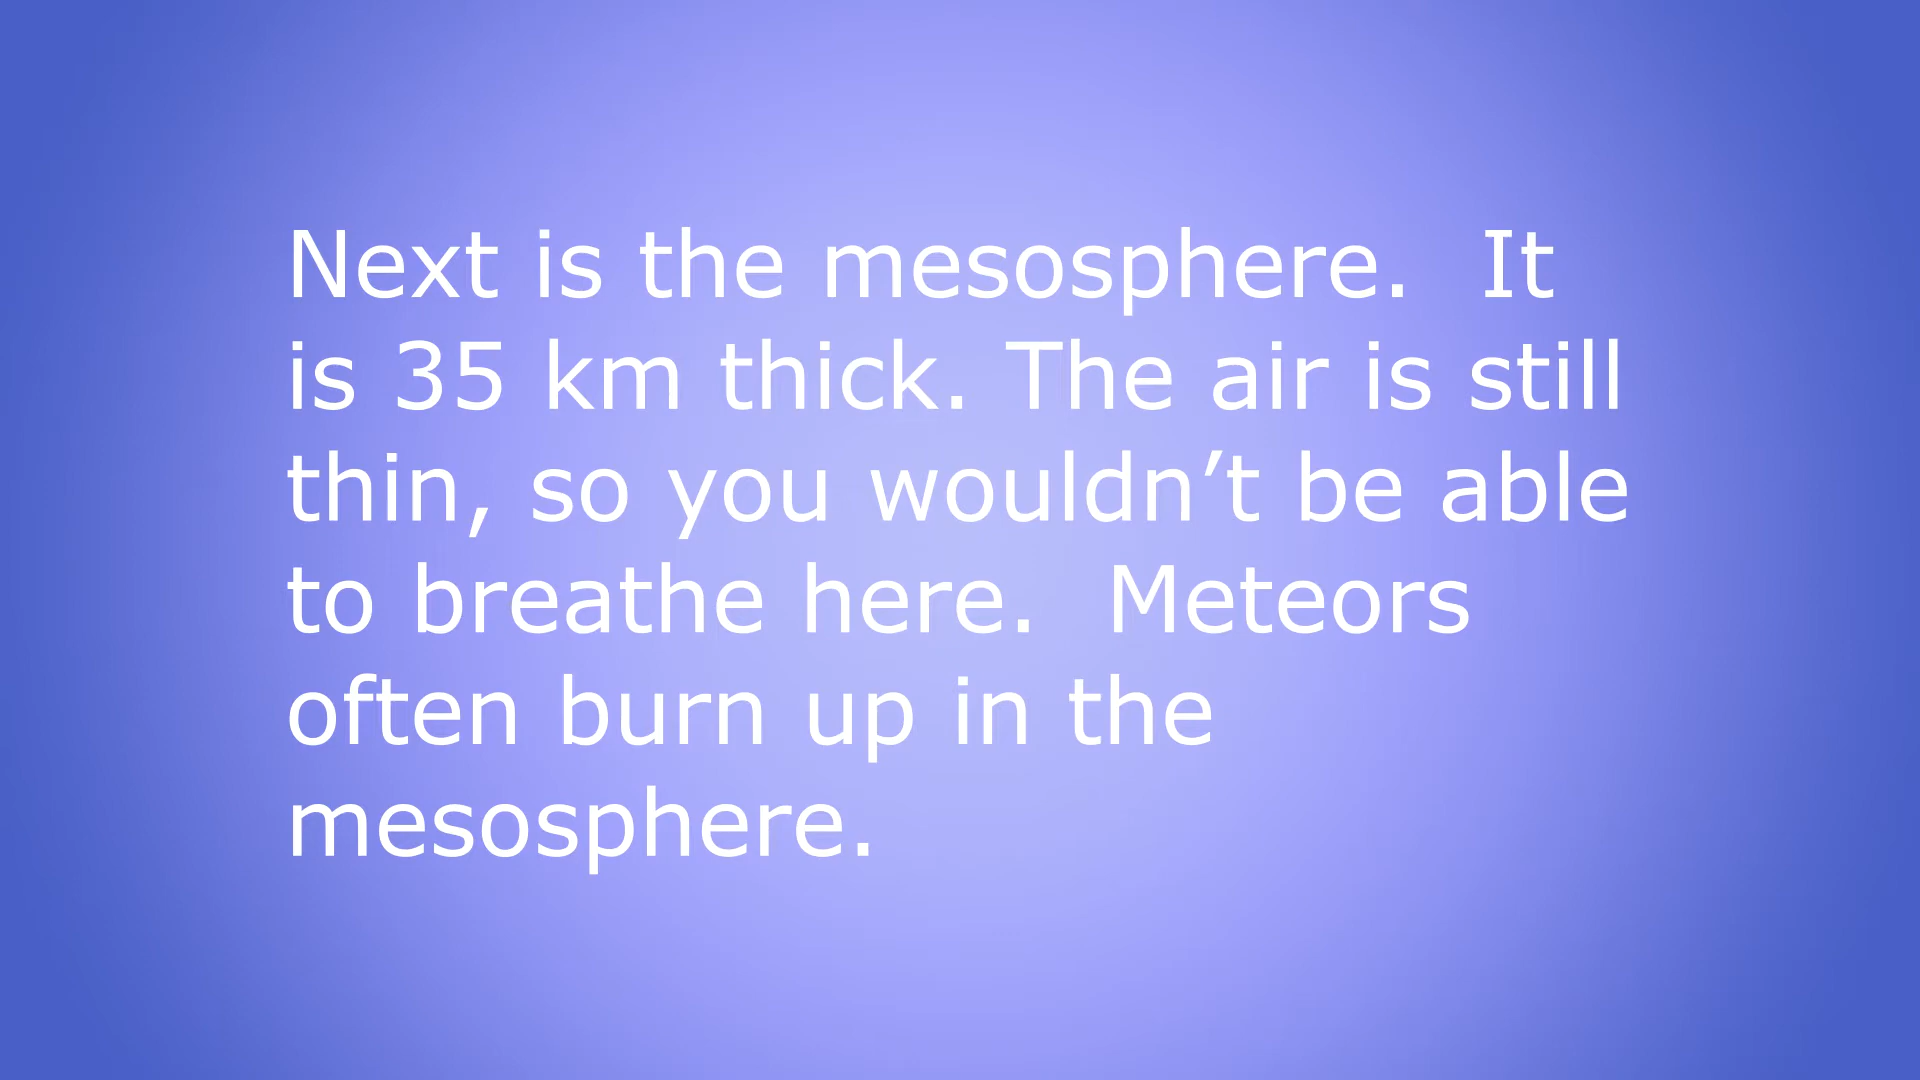 Next is the mesosphere.  It
is 35 km thick. The air is still
thin, so you wouldn’t be able
to breathe here.  Meteors
often burn up in the
mesosphere.